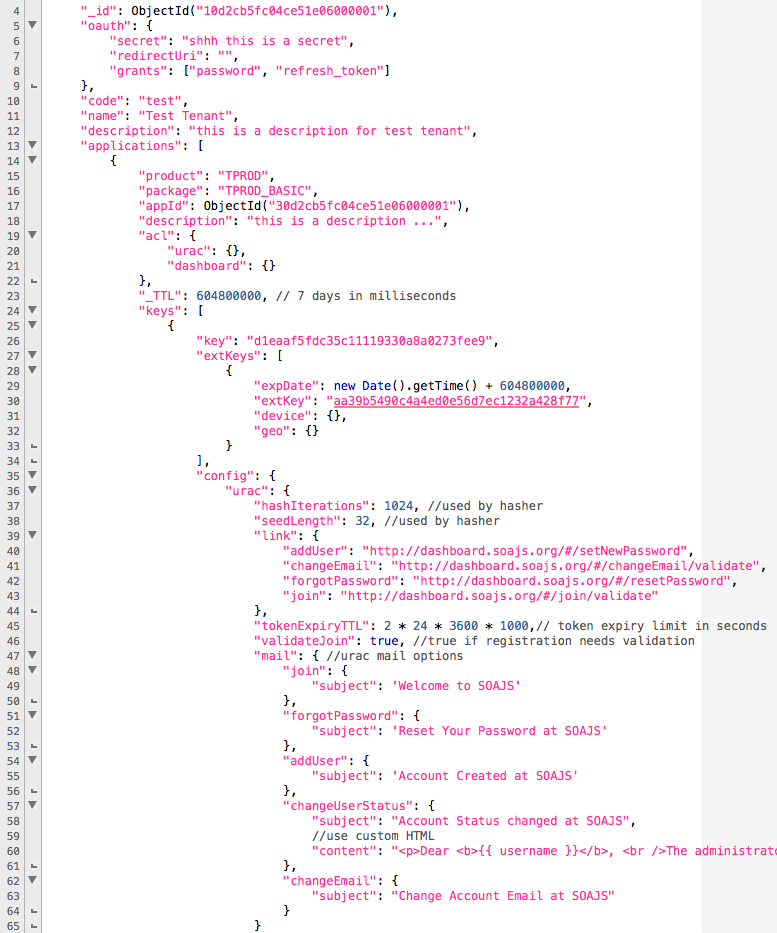 4 "_id": ObjectId("10d2cb5fc04ce51e06000001"),
5 "oauth": {
6 "secret": "shhh this is a secret",
7 "redirectUri": "",
8 "grants": ["password", "refresh_token"]
9 },
10 "code": "test",
11 "name": "Test Tenant",
12 "description": "this is a description for test tenant",
13 "applications": [
14 {
15 "product": "TPROD",
16 "package": "TPROD_BASIC",
17 "appId": ObjectId("30d2cb5fc04ce51e06000001"),
18 "description": "this is a description ...",
19 "acl": {
20 "urac": {},
21 "dashboard": {}
22 },
23 "_TTL": 604800000, // 7 days in milliseconds
24 "keys": [
25 {
26 "key": "d1eaaf5fdc35c11119330a8a0273fee9",
27 "extKeys": [
28 {
29 "expDate": new Date().getTime() + 604800000,
30 "extKey": "aa39b5490c4a4ed0e56d7ec1232a428f77",
31 "device": {},
32 "geo": {}
33 }
34 ],
35 "config": {
36 "urac": {
37 "hashIterations": 1024, //used by hasher
38 "seedLength": 32, //used by hasher
39 "link": {
40 "addUser": "http://dashboard.soajs.org/#/setNewPassword",
41 "changeEmail": "http://dashboard.soajs.org/#/changeEmail/validate",
42 "forgotPassword": "http://dashboard.soajs.org/#/resetPassword",
43 "join": "http://dashboard.soajs.org/#/join/validate"
44 },
45 "tokenExpiryTTL": 2 * 24 * 3600 * 1000,// token expiry limit in seconds
46 "validateJoin": true, //true if registration needs validation
47 "mail": { //urac mail options
48 "join": {
49 "subject": 'Welcome to SOAJS'
50 },
51 "forgotPassword": {
52 "subject": 'Reset Your Password at SOAJS'
53 },
54 "addUser": {
55 "subject": 'Account Created at SOAJS'
56 },
57 "changeUserStatus": {
58 "subject": "Account Status changed at SOAJS",
59 //use custom HTML
60 "content": "<p>Dear <b>{{ username }}</b>, <br />The administrato
61 },
62 "changeEmail": {
63 "subject": "Change Account Email at SOAJS"
64 }
65 }